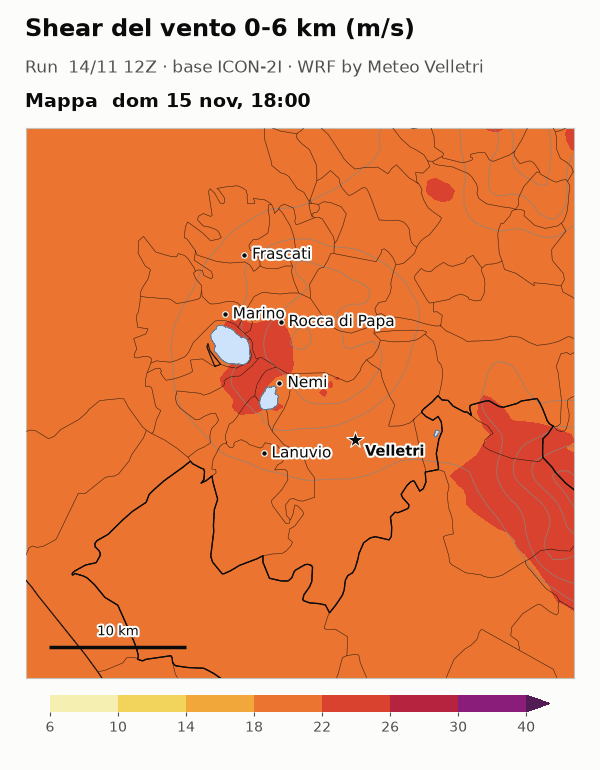 Shear del vento 0-6 km (m/s)
Run  14/11 12Z · base ICON-2I · WRF by Meteo Velletri
Mappa  dom 15 nov, 18:00
Frascati
Marino
Rocca di Papa
Nemi
Velletri
Lanuvio
10 km
6 10 14 18 22 26 30 40